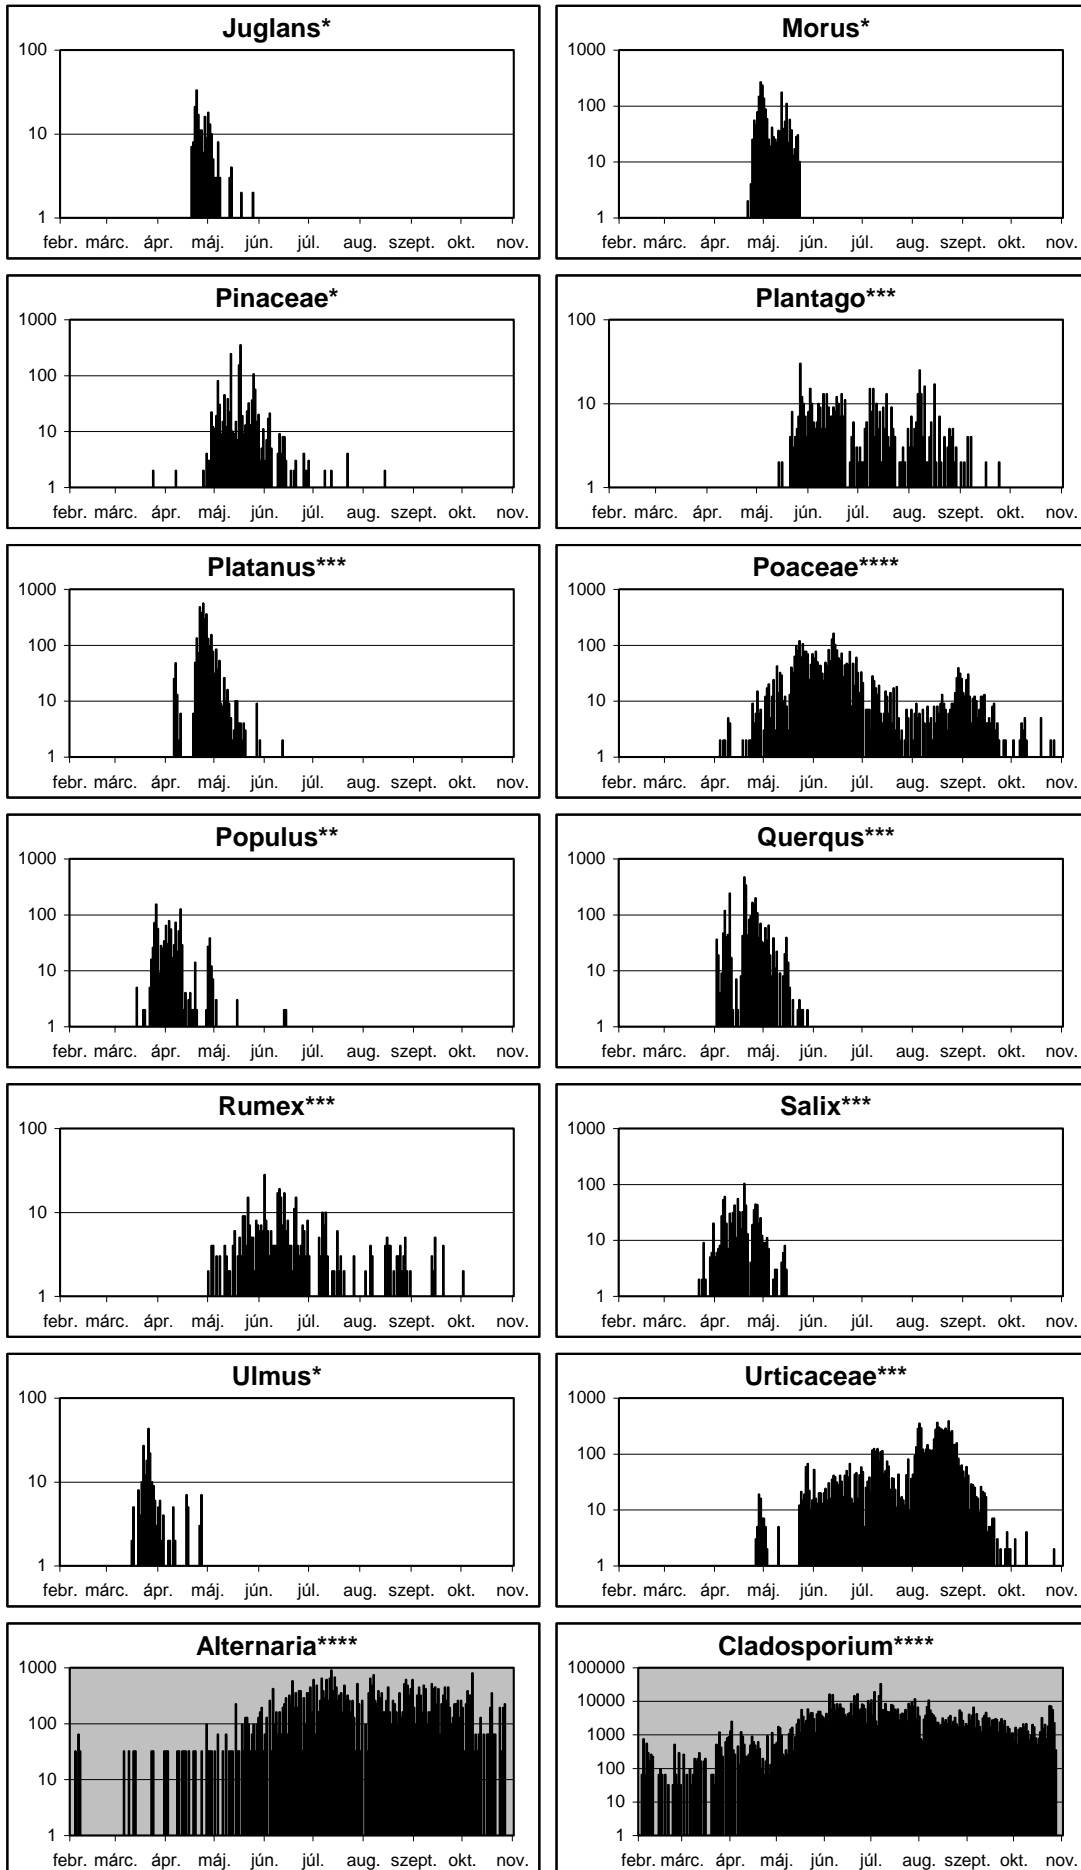 Juglans*
100
10
1
febr. márc. ápr. máj. jún. júl. aug. szept. okt. nov.
Morus*
1000
100
10
1
febr. márc. ápr. máj. jún. júl. aug. szept. okt. nov.
Pinaceae*
1000
100
10
1
febr. márc. ápr. máj. jún. júl. aug. szept. okt. nov.
Plantago***
100
10
1
febr. márc. ápr. máj. jún. júl. aug. szept. okt. nov.
Platanus***
1000
100
10
1
febr. márc. ápr. máj. jún. júl. aug. szept. okt. nov.
Poaceae****
1000
100
10
1
febr. márc. ápr. máj. jún. júl. aug. szept. okt. nov.
Populus**
1000
100
10
1
febr. márc. ápr. máj. jún. júl. aug. szept. okt. nov.
Querqus***
1000
100
10
1
febr. márc. ápr. máj. jún. júl. aug. szept. okt. nov.
Rumex***
100
10
1
febr. márc. ápr. máj. jún. júl. aug. szept. okt. nov.
Salix***
1000
100
10
1
febr. márc. ápr. máj. jún. júl. aug. szept. okt. nov.
Ulmus*
100
10
1
febr. márc. ápr. máj. jún. júl. aug. szept. okt. nov.
Urticaceae***
1000
100
10
1
febr. márc. ápr. máj. jún. júl. aug. szept. okt. nov.
Alternaria****
1000
100
10
1
febr. márc. ápr. máj. jún. júl. aug. szept. okt. nov.
Cladosporium****
100000
10000
1000
100
10
1
febr. márc. ápr. máj. jún. júl. aug. szept. okt. nov.